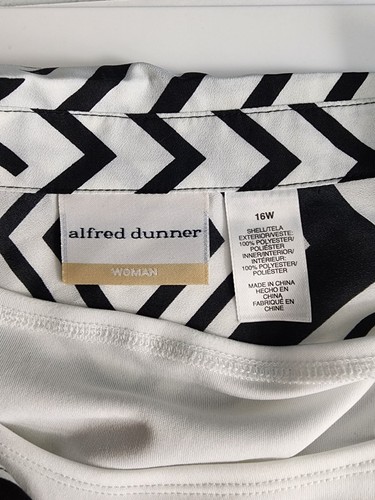 alfred dunner
WOMAN
16W
SHELL/TELA
EXTERIOR/VESTE:
100% POLYESTER/
POLIÉSTER
INNER/INTERIOR/
INTÉRIEUR:
100% POLYESTER/
POLIÉSTER
MADE IN CHINA
HECHO EN
CHINA
FABRIQUÉ EN
CHINE